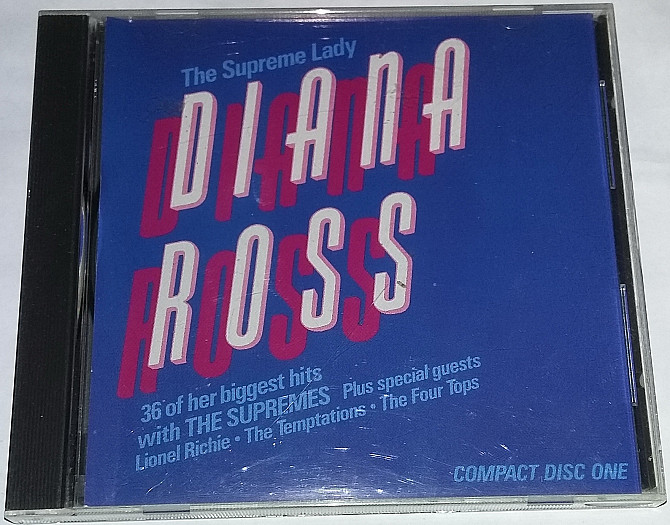 The Supreme Lady
DIANA
ROSS
36 of her biggest hits
with THE SUPREMES Plus special guests
Lionel Richie • The Temptations • The Four Tops
COMPACT DISC ONE